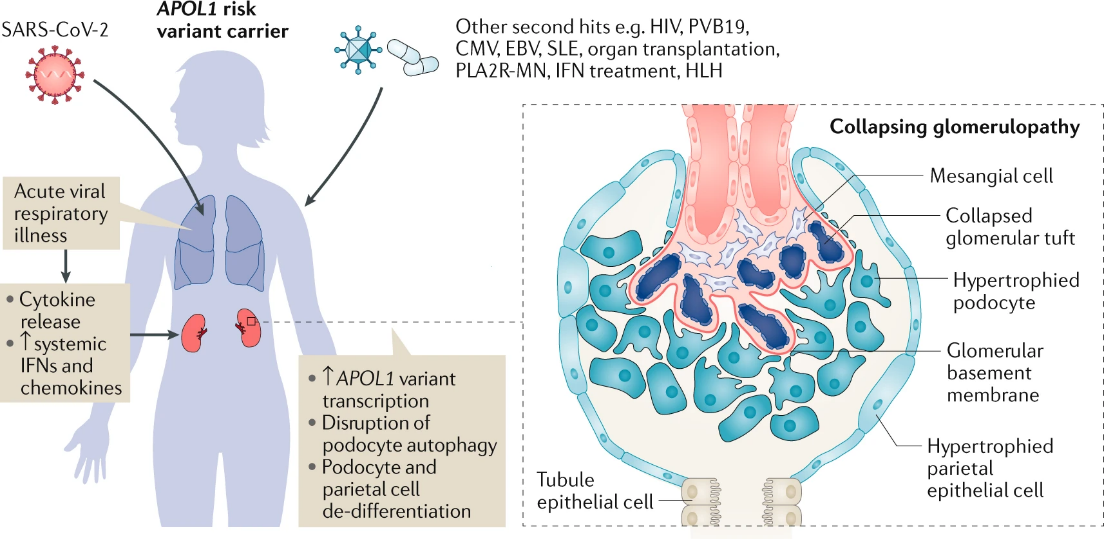 SARS-CoV-2
APOL1 risk
variant carrier
Other second hits e.g. HIV, PVB19,
CMV, EBV, SLE, organ transplantation,
PLA2R-MN, IFN treatment, HLH
Acute viral
respiratory
illness
• Cytokine
release
• ↑ systemic
IFNs and
chemokines
• ↑ APOL1 variant
transcription
• Disruption of
podocyte autophagy
• Podocyte and
parietal cell
de-differentiation
Collapsing glomerulopathy
Mesangial cell
Collapsed
glomerular tuft
Hypertrophied
podocyte
Glomerular
basement
membrane
Hypertrophied
parietal
epithelial cell
Tubule
epithelial cell